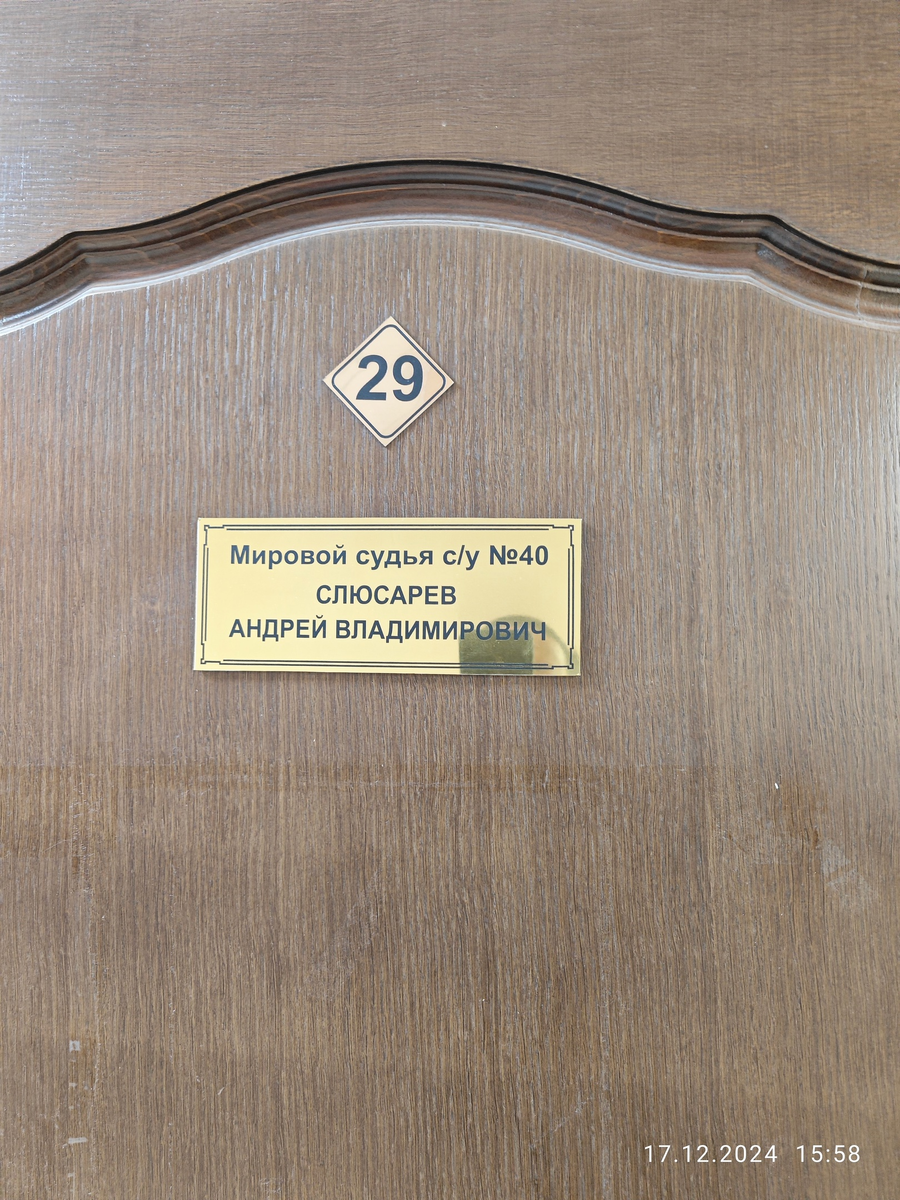 29
Мировой судья с/у №40
СЛЮСАРЕВ
АНДРЕЙ ВЛАДИМИРОВИЧ
17.12.2024 15:58